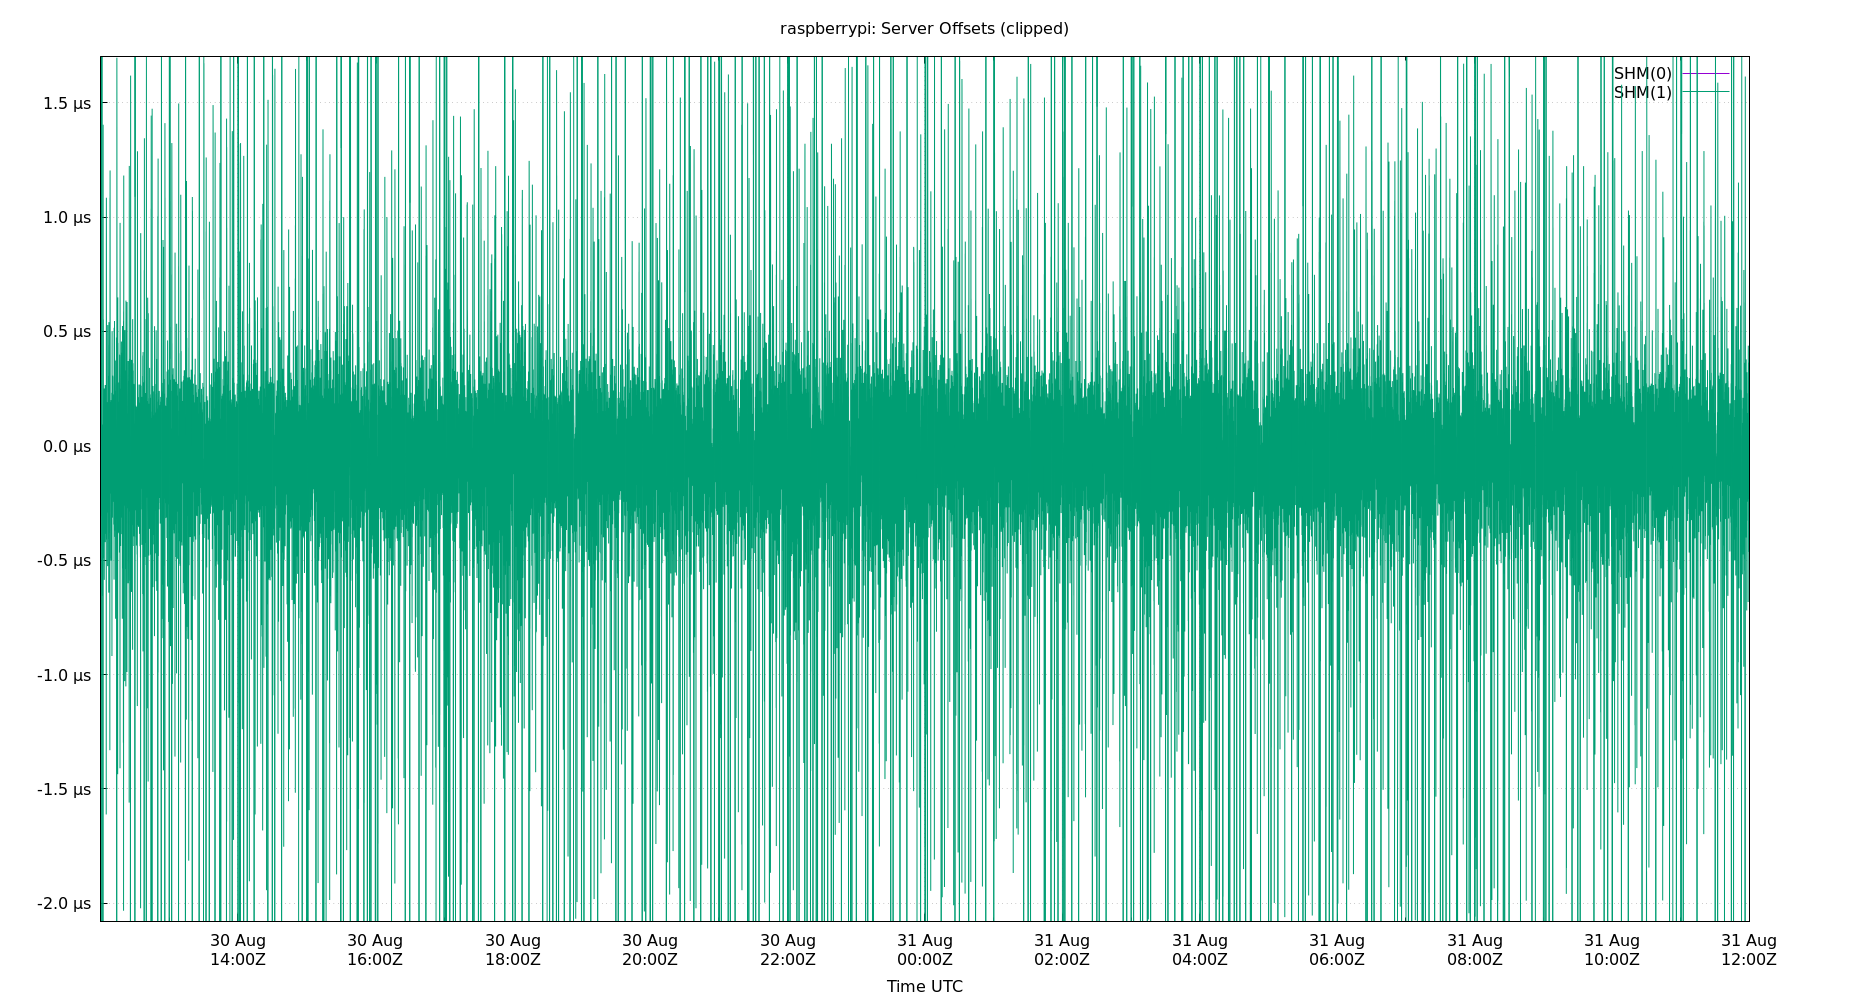 raspberrypi: Server Offsets (clipped)
SHM(0)
SHM(1)
1.5 µs
1.0 µs
0.5 µs
0.0 µs
-0.5 µs
-1.0 µs
-1.5 µs
-2.0 µs
30 Aug 30 Aug 30 Aug 30 Aug 30 Aug 31 Aug 31 Aug 31 Aug 31 Aug 31 Aug 31 Aug 31 Aug
14:00Z 16:00Z 18:00Z 20:00Z 22:00Z 00:00Z 02:00Z 04:00Z 06:00Z 08:00Z 10:00Z 12:00Z
Time UTC